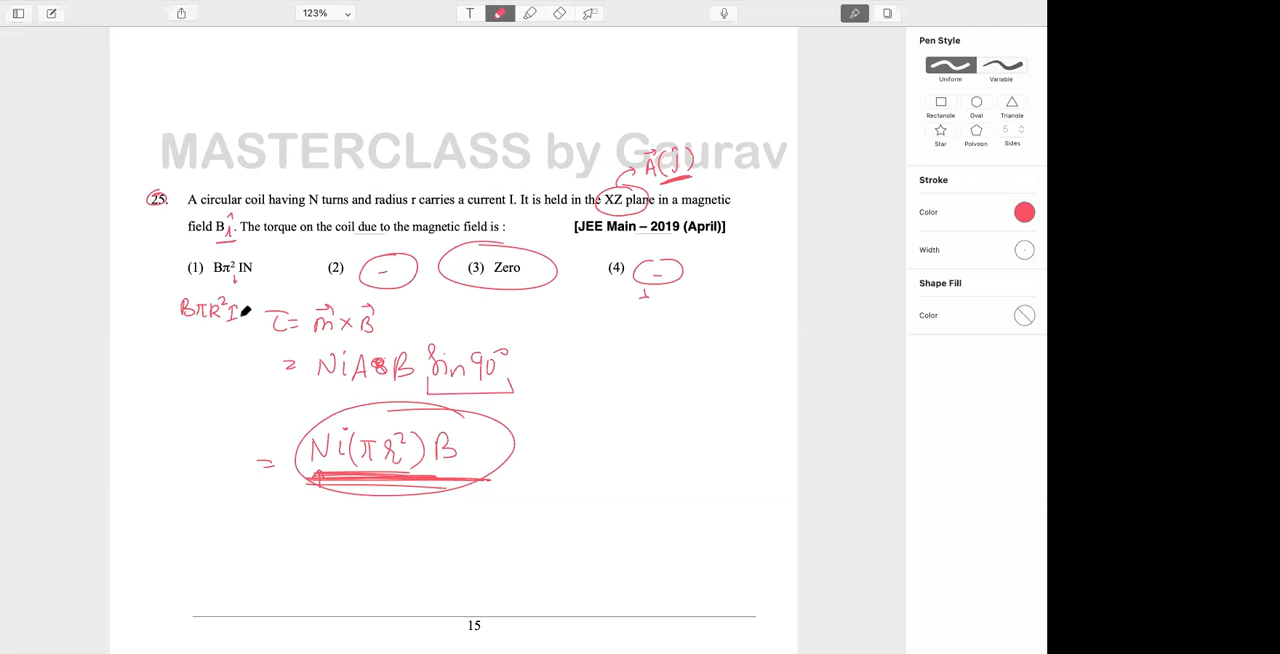 123%
T
Pen Style
Uniform
Variable
Rectangle
Oval
Triangle
Star
Polygon
5
Sides
Stroke
Color
Width
Shape Fill
Color
MASTERCLASS by Gaurav
A⃗(ĵ)
25. A circular coil having N turns and radius r carries a current I. It is held in the XZ plane in a magnetic
field B î. The torque on the coil due to the magnetic field is :
[JEE Main – 2019 (April)]
(1) Bπ² IN (2) - (3) Zero (4) -
BπR²I
τ = m⃗ × B⃗
= NiA B sin 90°
= Ni(πr²) B
15